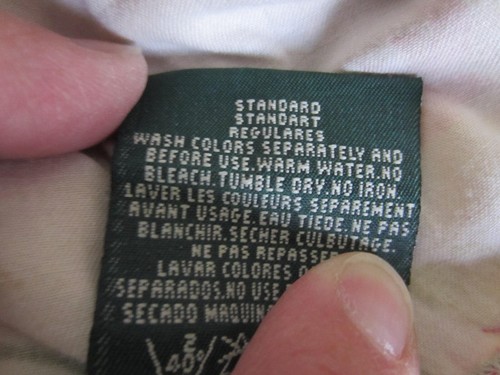 STANDARD
STANDART
REGULARES
WASH COLORS SEPARATELY AND
BEFORE USE.WARM WATER.NO
BLEACH.TUMBLE DRY.NO IRON.
LAVER LES COULEURS SEPAREMENT
AVANT USAGE.EAU TIEDE.NE PAS
BLANCHIR.SECHER CULBUTAGE.
NE PAS REPASSER
LAVAR COLORES
SEPARADOS.NO USE
SECADO
2
40°